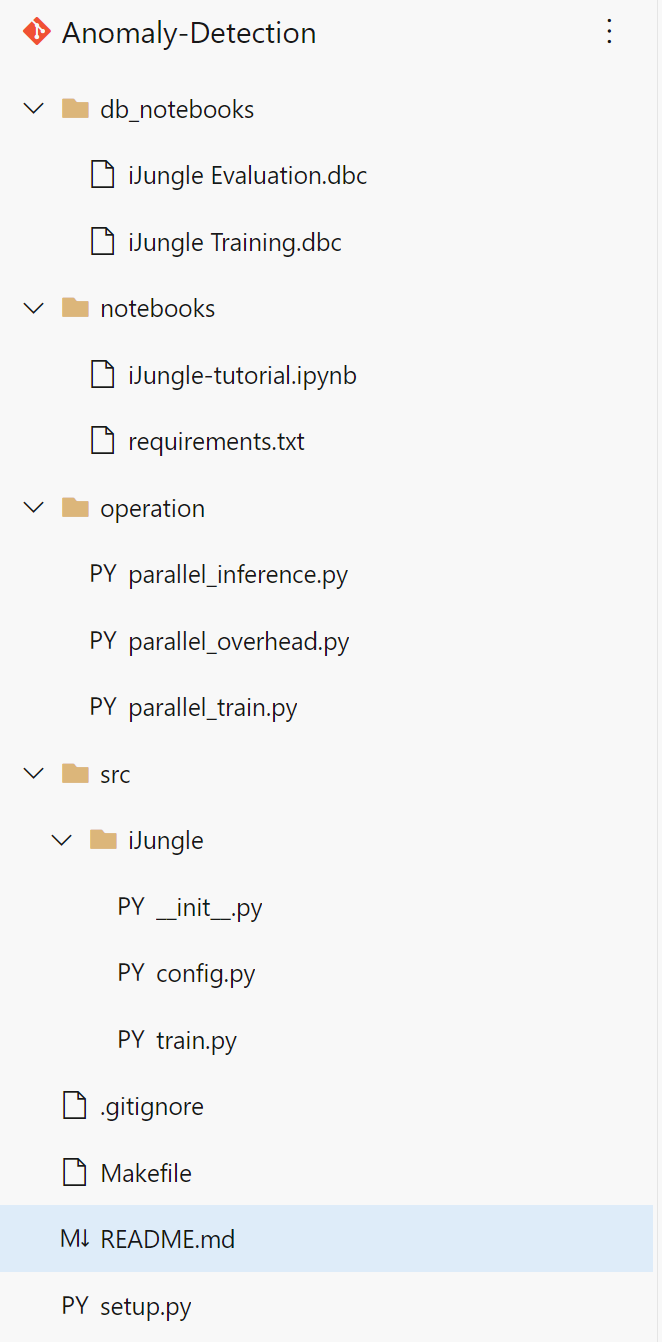 Anomaly-Detection
db_notebooks
iJungle Evaluation.dbc
iJungle Training.dbc
notebooks
iJungle-tutorial.ipynb
requirements.txt
operation
PY parallel_inference.py
PY parallel_overhead.py
PY parallel_train.py
src
iJungle
PY __init__.py
PY config.py
PY train.py
.gitignore
Makefile
M↓ README.md
PY setup.py